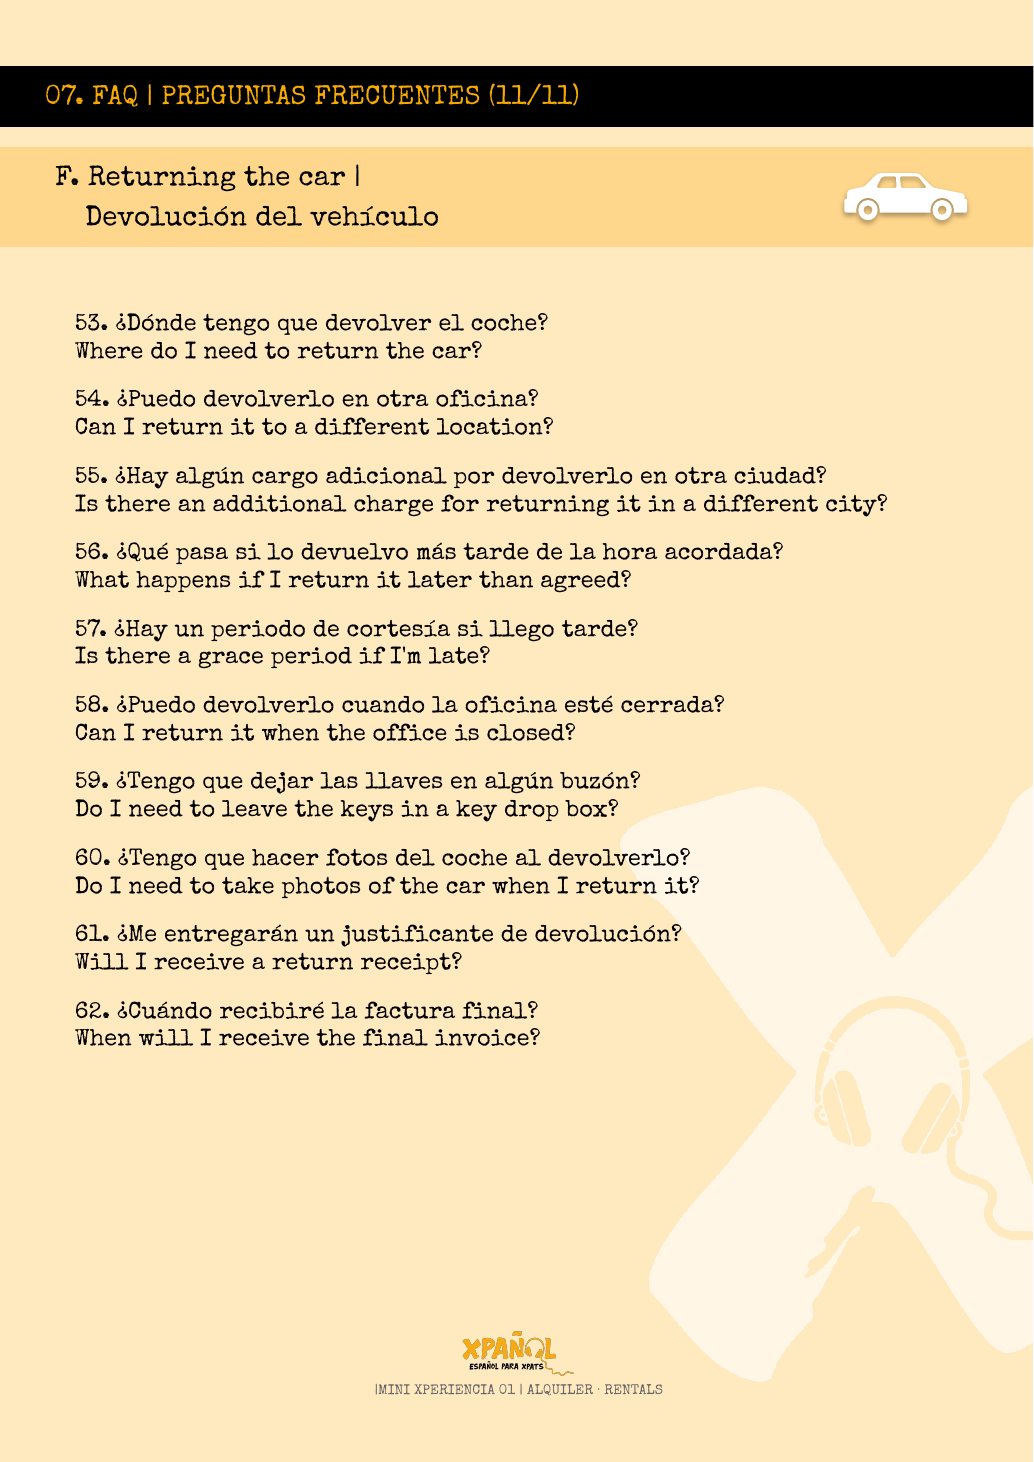 07. FAQ | PREGUNTAS FRECUENTES (11/11)
F. Returning the car |
Devolución del vehículo
53. ¿Dónde tengo que devolver el coche?
Where do I need to return the car?
54. ¿Puedo devolverlo en otra oficina?
Can I return it to a different location?
55. ¿Hay algún cargo adicional por devolverlo en otra ciudad?
Is there an additional charge for returning it in a different city?
56. ¿Qué pasa si lo devuelvo más tarde de la hora acordada?
What happens if I return it later than agreed?
57. ¿Hay un periodo de cortesía si llego tarde?
Is there a grace period if I'm late?
58. ¿Puedo devolverlo cuando la oficina esté cerrada?
Can I return it when the office is closed?
59. ¿Tengo que dejar las llaves en algún buzón?
Do I need to leave the keys in a key drop box?
60. ¿Tengo que hacer fotos del coche al devolverlo?
Do I need to take photos of the car when I return it?
61. ¿Me entregarán un justificante de devolución?
Will I receive a return receipt?
62. ¿Cuándo recibiré la factura final?
When will I receive the final invoice?
XPAÑOL
ESPAÑOL PARA XPATS
|MINI XPERIENCIA 01 | ALQUILER · RENTALS